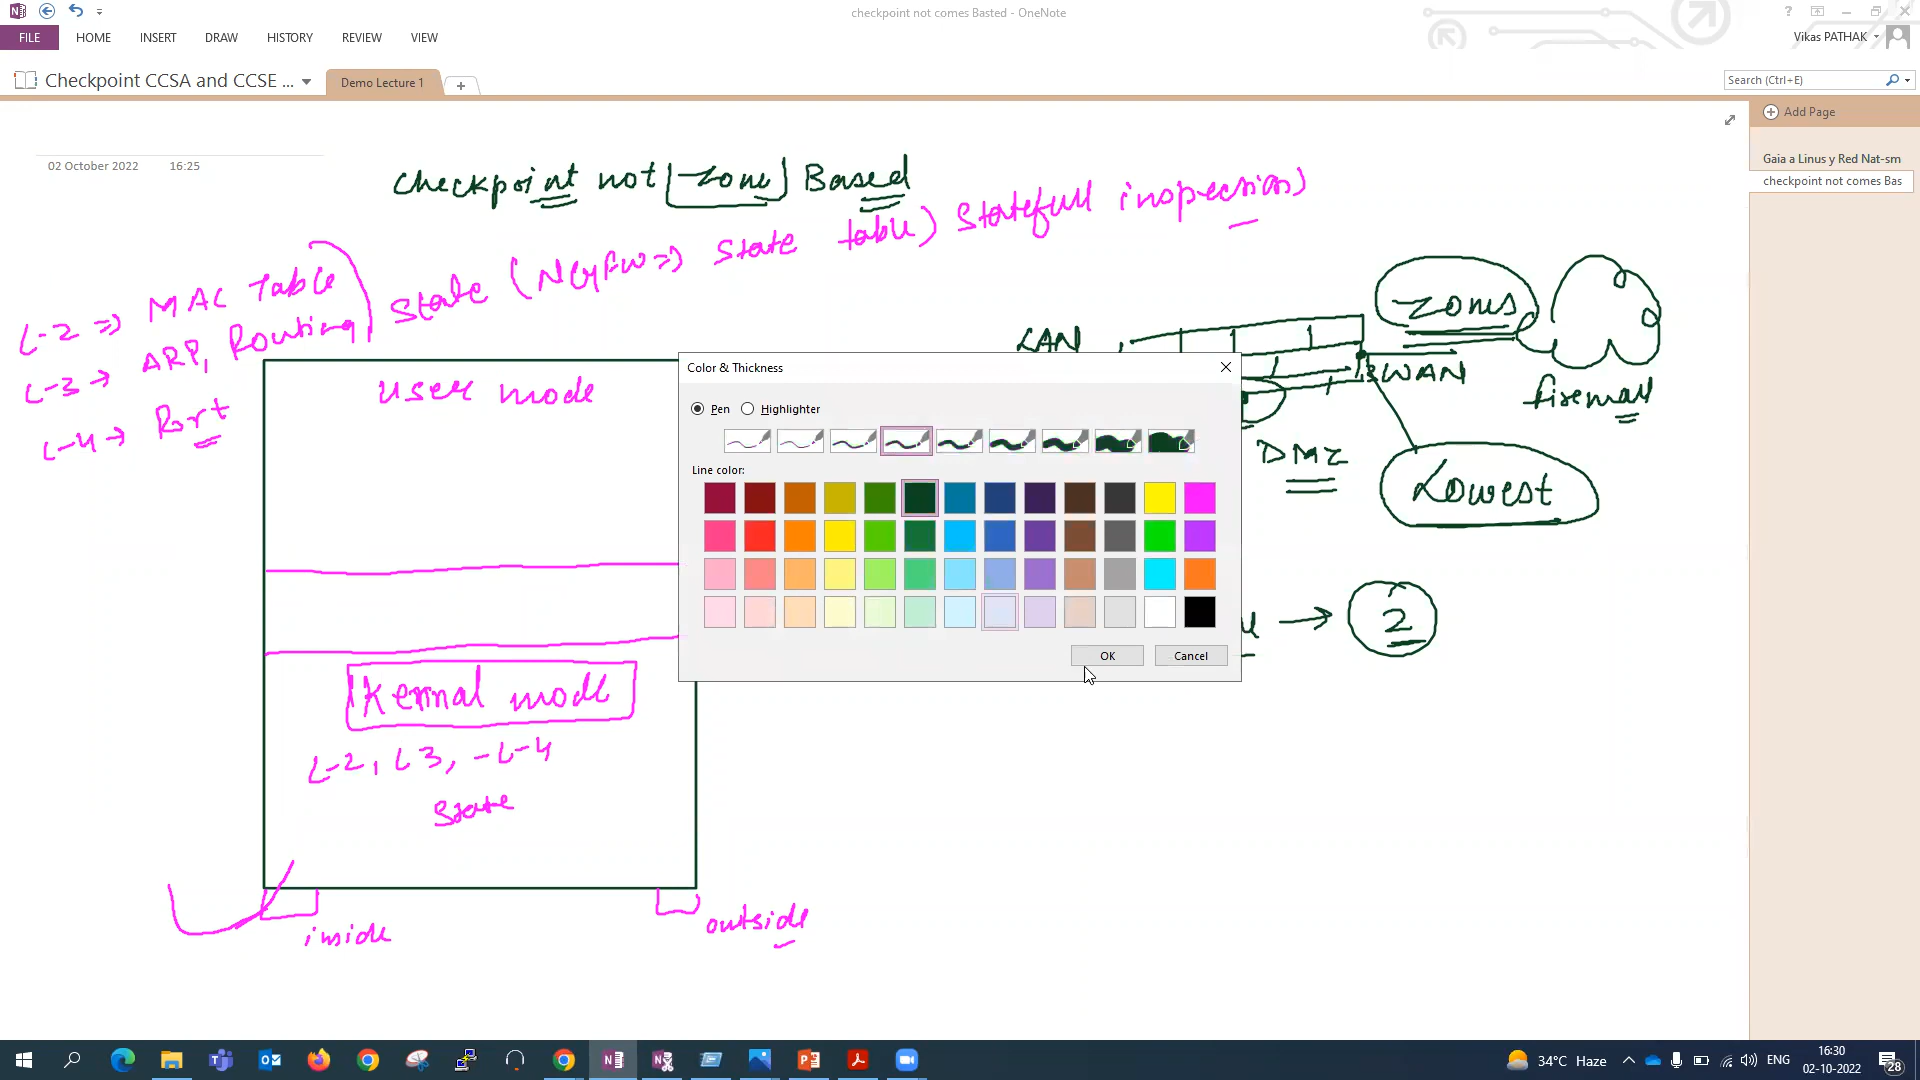 checkpoint not comes Basted - OneNote
FILE HOME INSERT DRAW HISTORY REVIEW VIEW
Vikas PATHAK
Checkpoint CCSA and CCSE ...
Demo Lecture 1
Search (Ctrl+E)
Add Page
Gaia a Linus y Red Nat-sm
checkpoint not comes Bas
02 October 2022 16:25
Checkpoint not zone Based
L-2 => MAC Table
L-3 → ARP, Routing
L-4 → Port
State (NGFW => State table) Statefull inspection)
LAN
zones
WAN
firewall
DMZ
Lowest
→ 2
user mode
Kernal mode
L-2, L3, -L-4
State
inside
outside
Color & Thickness
Pen Highlighter
Line color:
OK Cancel
34°C Haze
ENG
16:30
02-10-2022
28